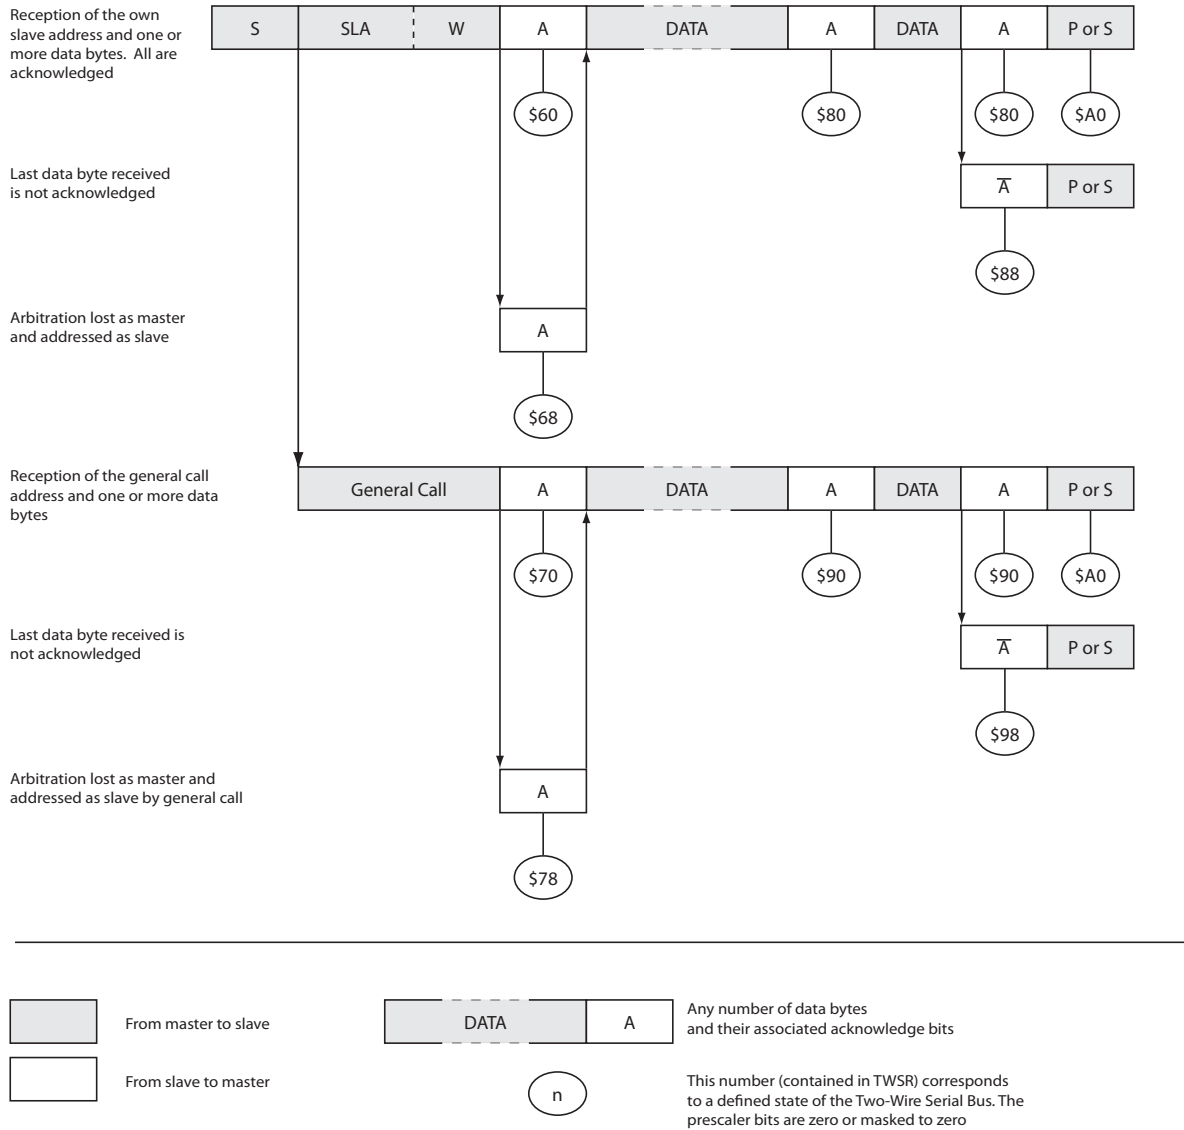 Reception of the own
slave address and one or
more data bytes. All are
acknowledged
S SLA W A DATA A DATA A P or S
$60 $80 $80 $A0
Last data byte received
is not acknowledged
A̅ P or S
$88
Arbitration lost as master
and addressed as slave
A
$68
Reception of the general call
address and one or more data
bytes
General Call A DATA A DATA A P or S
$70 $90 $90 $A0
Last data byte received is
not acknowledged
A̅ P or S
$98
Arbitration lost as master and
addressed as slave by general call
A
$78
From master to slave
DATA A
Any number of data bytes
and their associated acknowledge bits
From slave to master
n
This number (contained in TWSR) corresponds
to a defined state of the Two-Wire Serial Bus. The
prescaler bits are zero or masked to zero